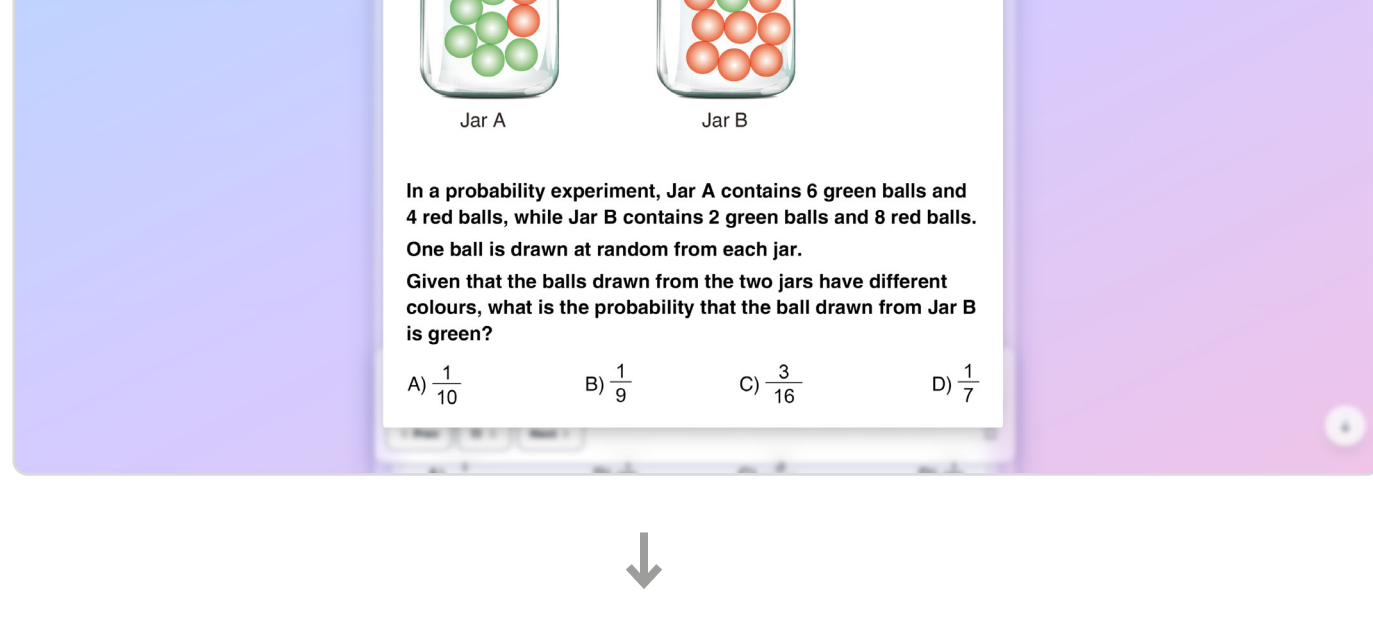 Jar A
Jar B
In a probability experiment, Jar A contains 6 green balls and
4 red balls, while Jar B contains 2 green balls and 8 red balls.
One ball is drawn at random from each jar.
Given that the balls drawn from the two jars have different
colours, what is the probability that the ball drawn from Jar B
is green?
A) 1/10 B) 1/9 C) 3/16 D) 1/7